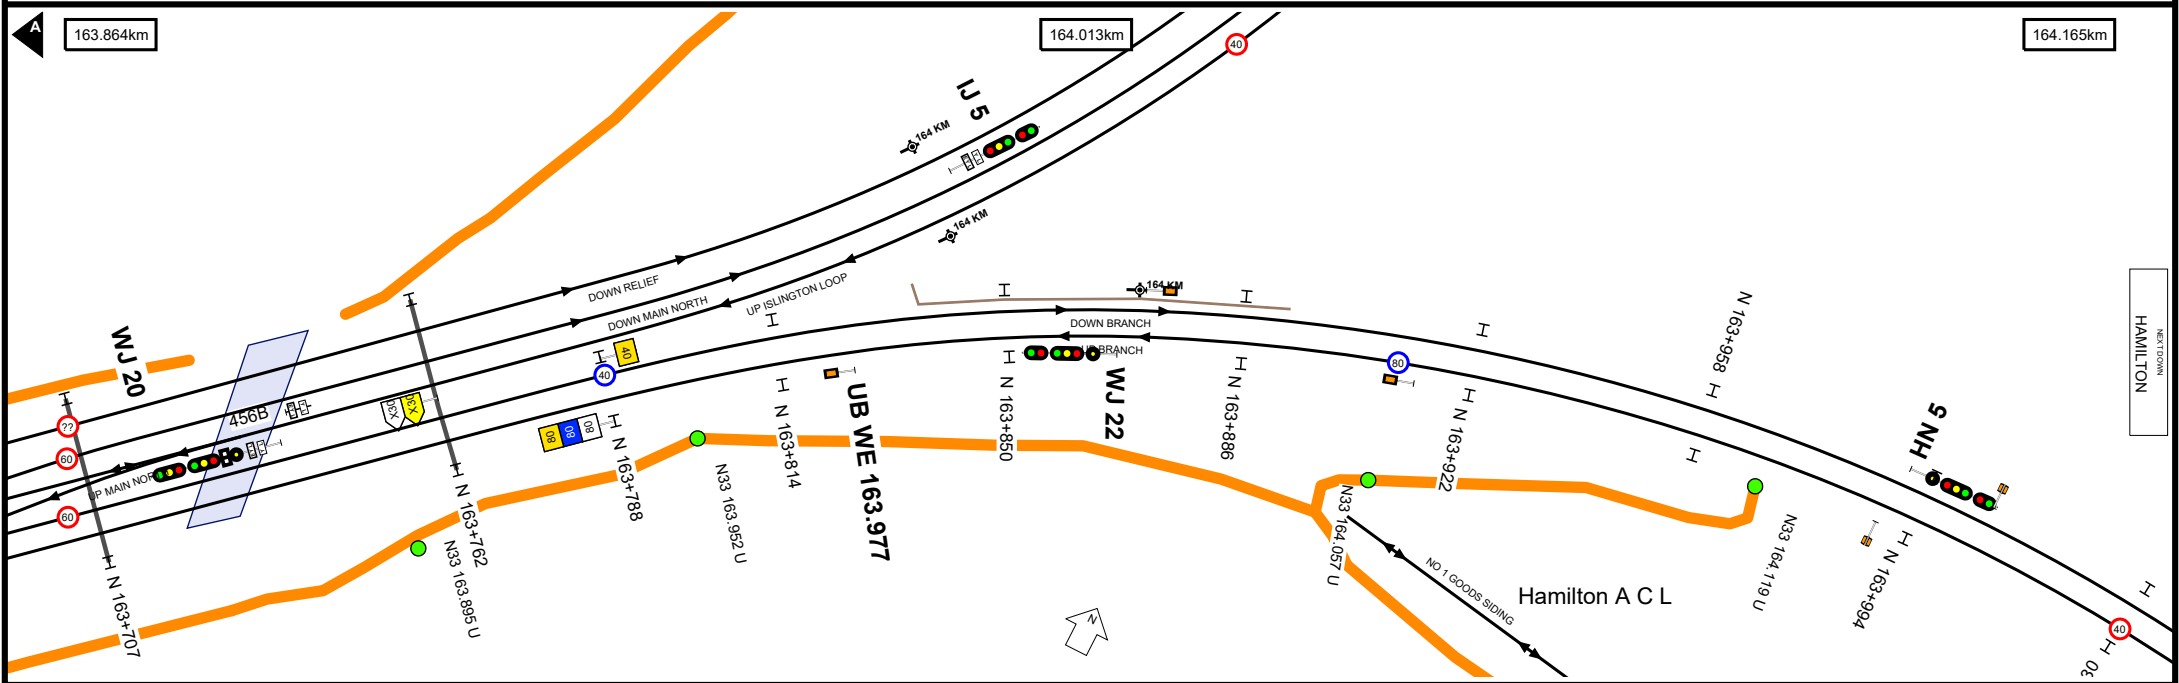 A
163.864km
164.013km
164.165km
40
IJ 5
164 KM
164 KM
DOWN RELIEF
DOWN MAIN NORTH
UP ISLINGTON LOOP
164 KM
DOWN BRANCH
UP BRANCH
WJ 20
456B
X30
X30
40
40
80
80
80
80
??
60
60
UP MAIN NOR
N 163+707
N 163+762
N33 163.895 U
N 163+788
N33 163.952 U
N 163+814
UB WE 163.977
N 163+850
WJ 22
N 163+886
N33 164.057 U
N 163+922
N 163+958
N33 164.119 U
N 163+994
HN 5
NEXT DOWN
HAMILTON
NO 1 GOODS SIDING
Hamilton A C L
N
40
30